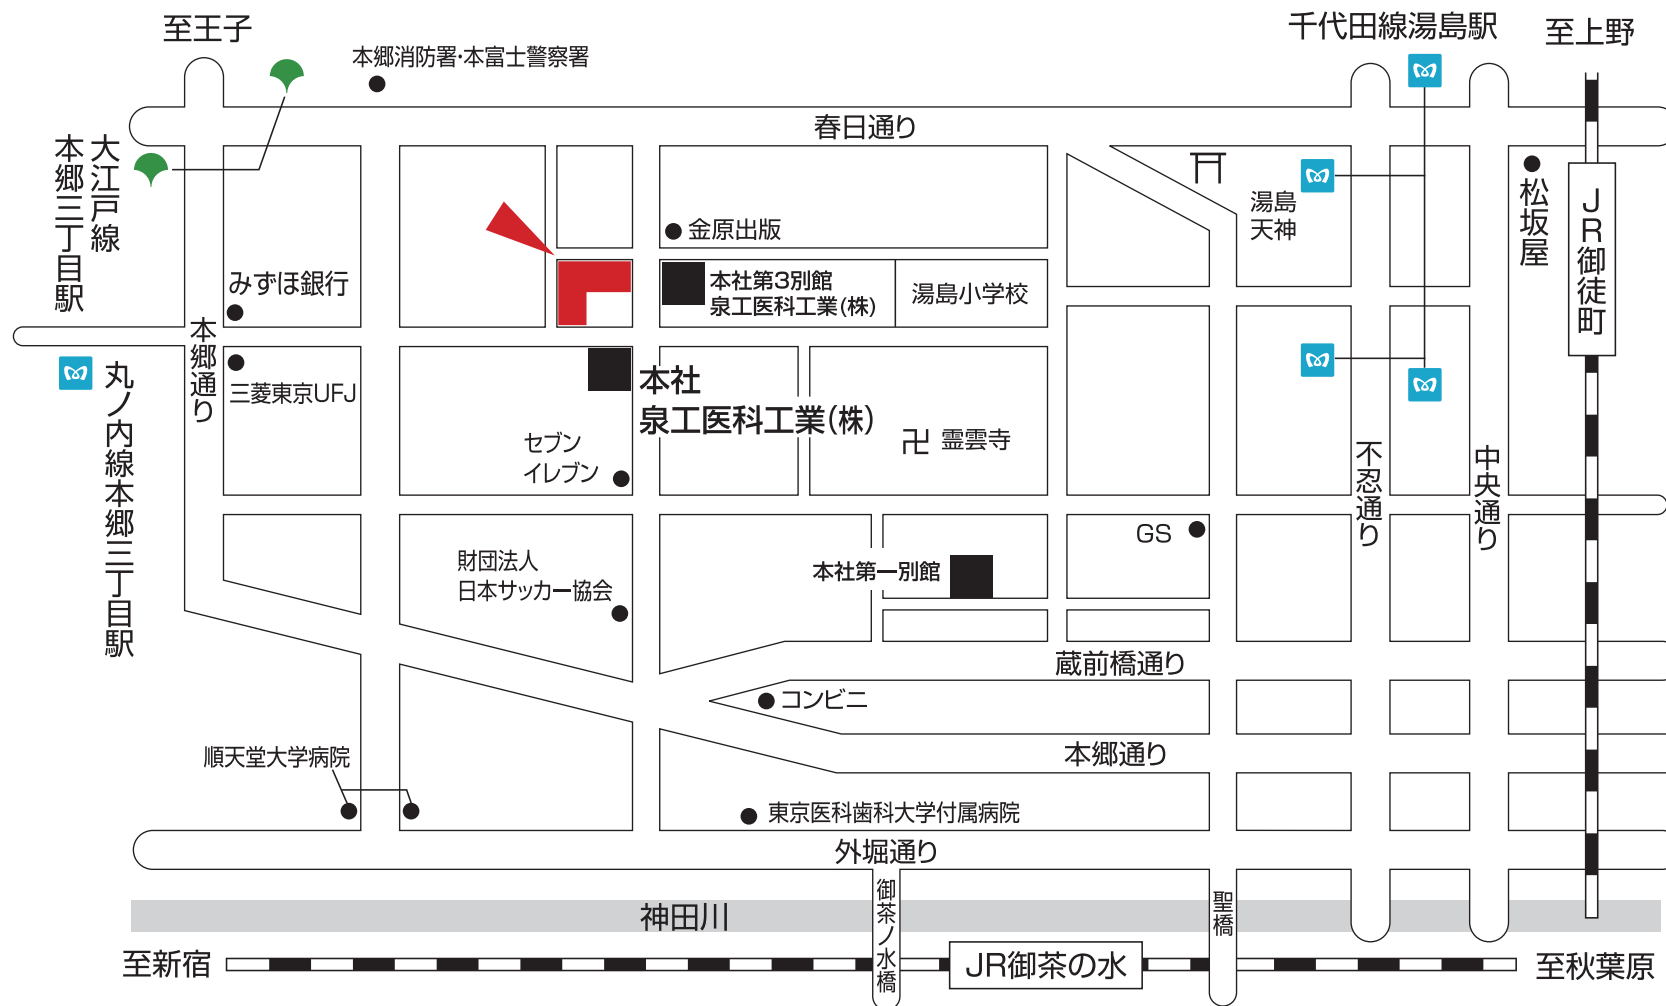 至王子
本郷消防署・本富士警察署
千代田線湯島駅
至上野
春日通り
大江戸線
本郷三丁目駅
金原出版
湯島
天神
松坂屋
JR御徒町
みずほ銀行
本社第3別館
泉工医科工業(株)
湯島小学校
本郷通り
丸ノ内線本郷三丁目駅
三菱東京UFJ
本社
泉工医科工業(株)
セブン
イレブン
卍 霊雲寺
不忍通り
中央通り
GS
財団法人
日本サッカー協会
本社第一別館
蔵前橋通り
コンビニ
本郷通り
順天堂大学病院
東京医科歯科大学付属病院
外堀通り
御茶ノ水橋
聖橋
神田川
至新宿
JR御茶の水
至秋葉原